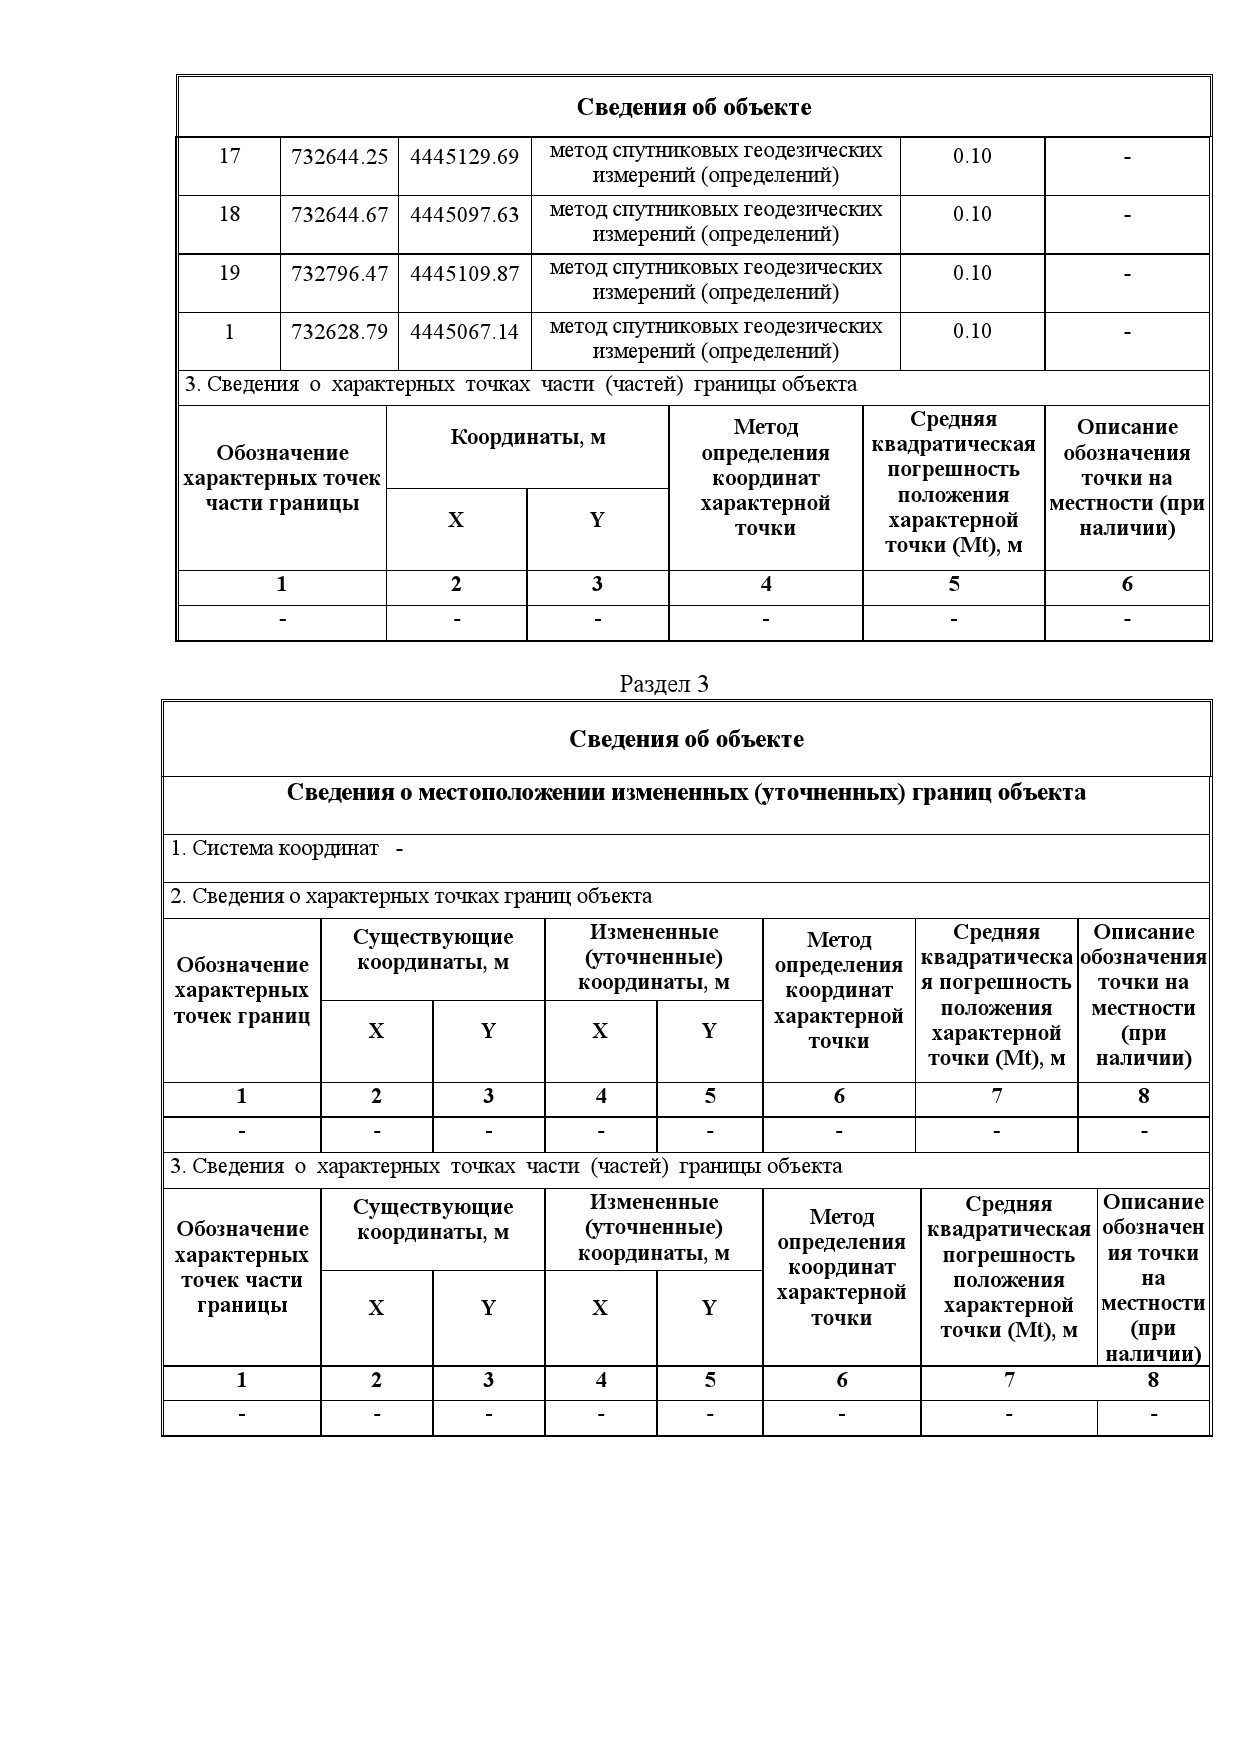 Сведения об объекте
17 732644.25 4445129.69 метод спутниковых геодезических измерений (определений) 0.10 -
18 732644.67 4445097.63 метод спутниковых геодезических измерений (определений) 0.10 -
19 732796.47 4445109.87 метод спутниковых геодезических измерений (определений) 0.10 -
1 732628.79 4445067.14 метод спутниковых геодезических измерений (определений) 0.10 -
3. Сведения о характерных точках части (частей) границы объекта
Обозначение
характерных точек
части границы
Координаты, м
X Y
Метод
определения
координат
характерной
точки
Средняя
квадратическая
погрешность
положения
характерной
точки (Mt), м
Описание
обозначения
точки на
местности (при
наличии)
1 2 3 4 5 6
- - - - - -
Раздел 3
Сведения об объекте
Сведения о местоположении измененных (уточненных) границ объекта
1. Система координат -
2. Сведения о характерных точках границ объекта
Обозначение
характерных
точек границ
Существующие
координаты, м
X Y
Измененные
(уточненные)
координаты, м
X Y
Метод
определения
координат
характерной
точки
Средняя
квадратическа
я погрешность
положения
характерной
точки (Mt), м
Описание
обозначения
точки на
местности
(при
наличии)
1 2 3 4 5 6 7 8
- - - - - - - -
3. Сведения о характерных точках части (частей) границы объекта
Обозначение
характерных
точек части
границы
Существующие
координаты, м
X Y
Измененные
(уточненные)
координаты, м
X Y
Метод
определения
координат
характерной
точки
Средняя
квадратическая
погрешность
положения
характерной
точки (Mt), м
Описание
обозначен
ия точки
на
местности
(при
наличии)
1 2 3 4 5 6 7 8
- - - - - - - -